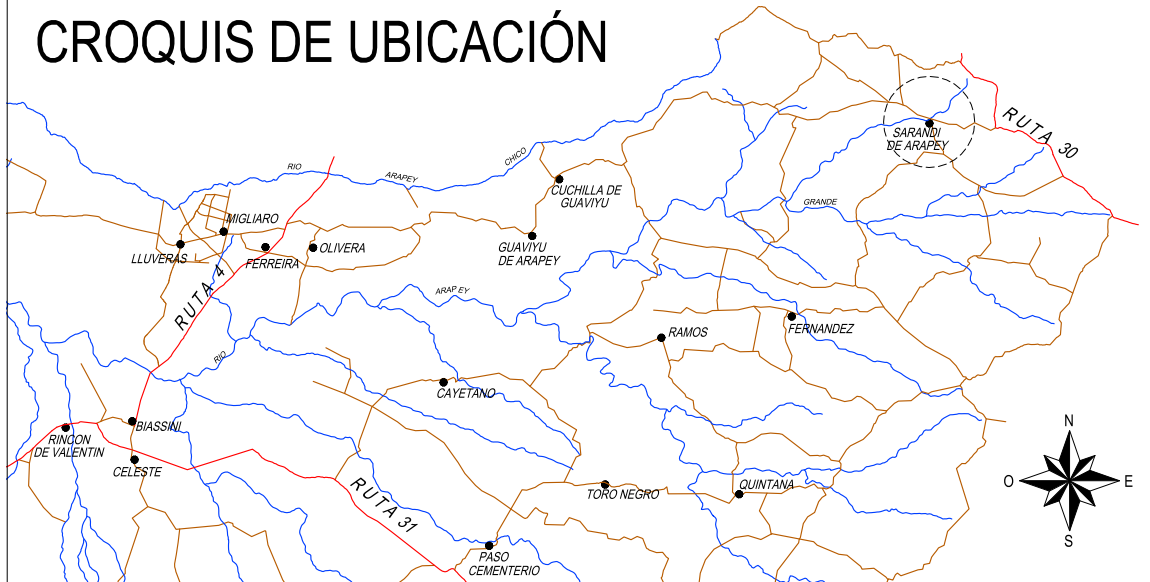 CROQUIS DE UBICACIÓN
RUTA 30
SARANDI
DE ARAPEY
CHICO
RIO
ARAPEY
CUCHILLA DE
GUAVIYU
GRANDE
MIGLIARO
LLUVERAS
FERREIRA
OLIVERA
GUAVIYU
DE ARAPEY
RUTA 4
ARAPEY
RIO
FERNANDEZ
RAMOS
CAYETANO
BIASSINI
RINCON
DE VALENTIN
CELESTE
RUTA 31
TORO NEGRO
QUINTANA
PASO
CEMENTERIO
N
O
E
S